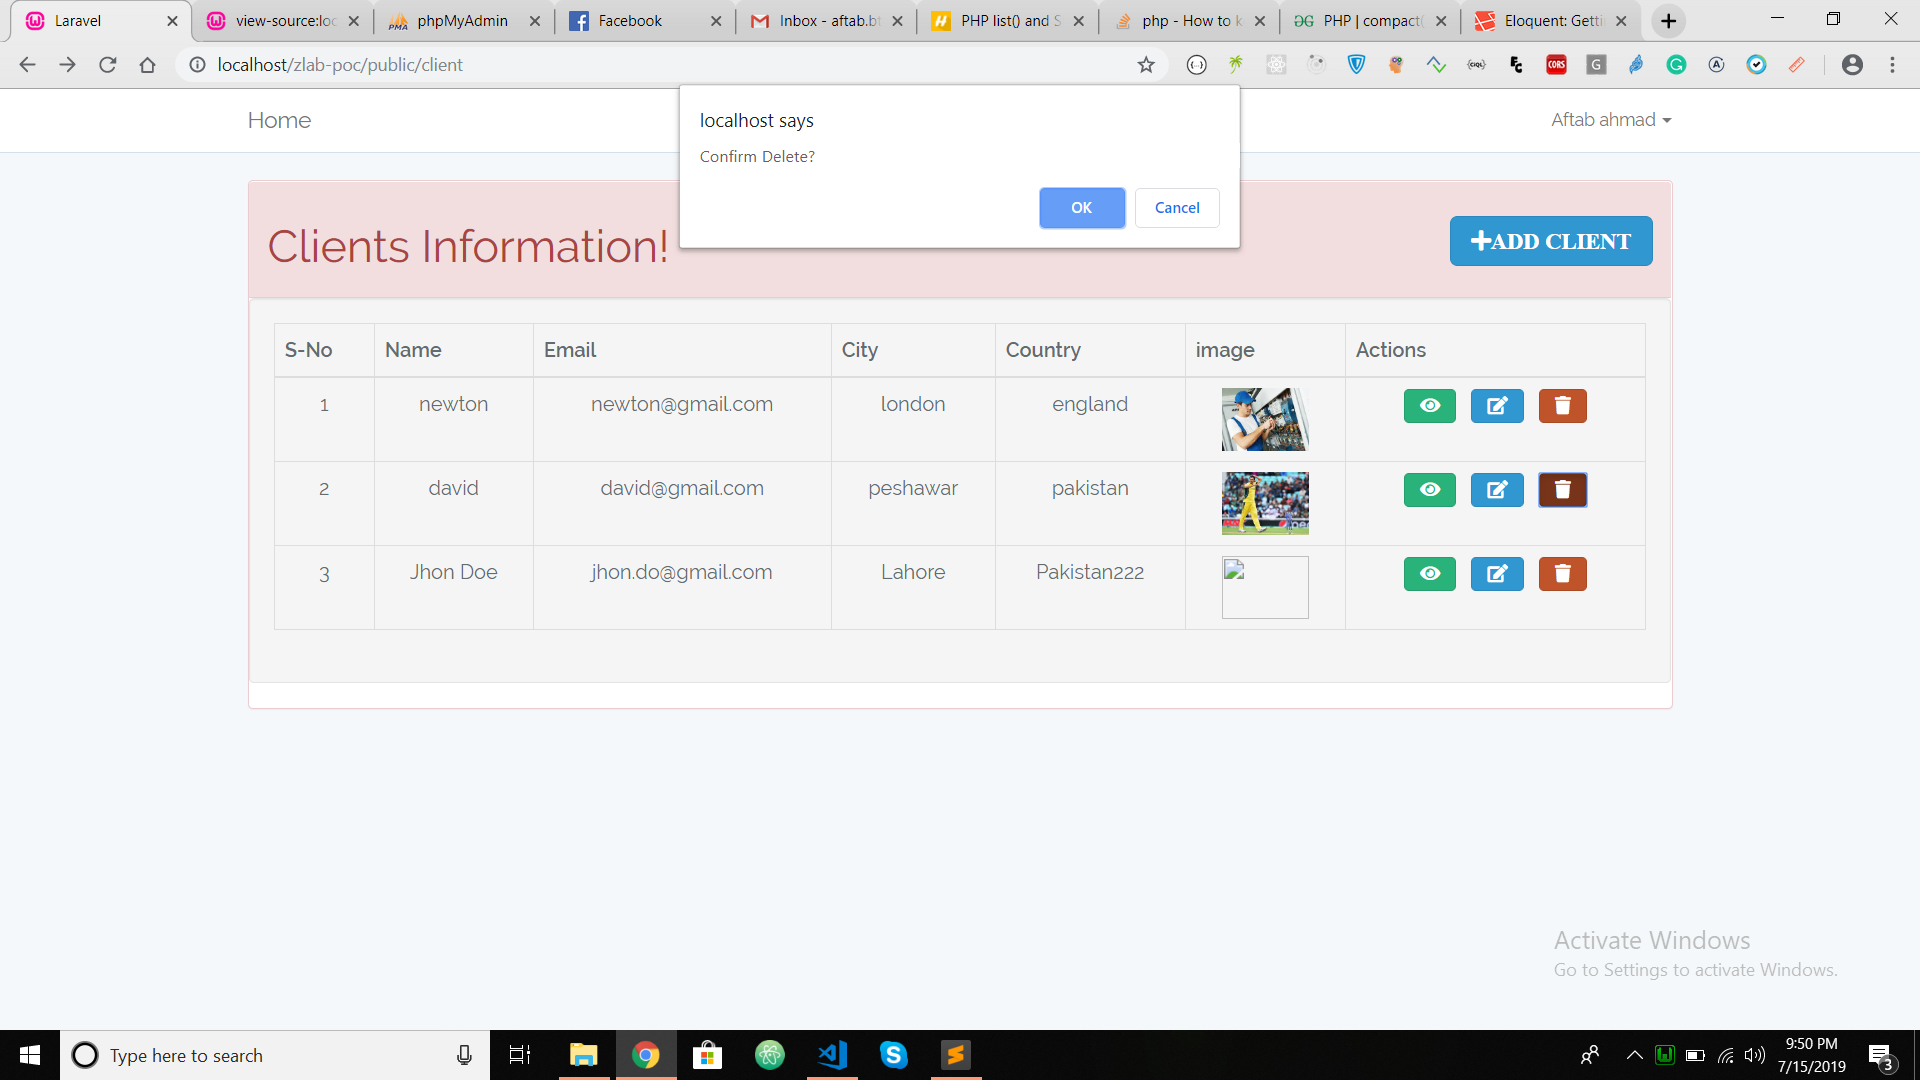 Laravel
view-source:loc
phpMyAdmin
Facebook
Inbox - aftab.bt
PHP list() and S
php - How to k
PHP | compact(
Eloquent: Getti
localhost/zlab-poc/public/client
Home
Aftab ahmad
localhost says
Confirm Delete?
OK
Cancel
Clients Information!
ADD CLIENT
S-No Name Email City Country image Actions
1 newton newton@gmail.com london england
2 david david@gmail.com peshawar pakistan
3 Jhon Doe jhon.do@gmail.com Lahore Pakistan222
Activate Windows
Go to Settings to activate Windows.
Type here to search
9:50 PM
7/15/2019
3